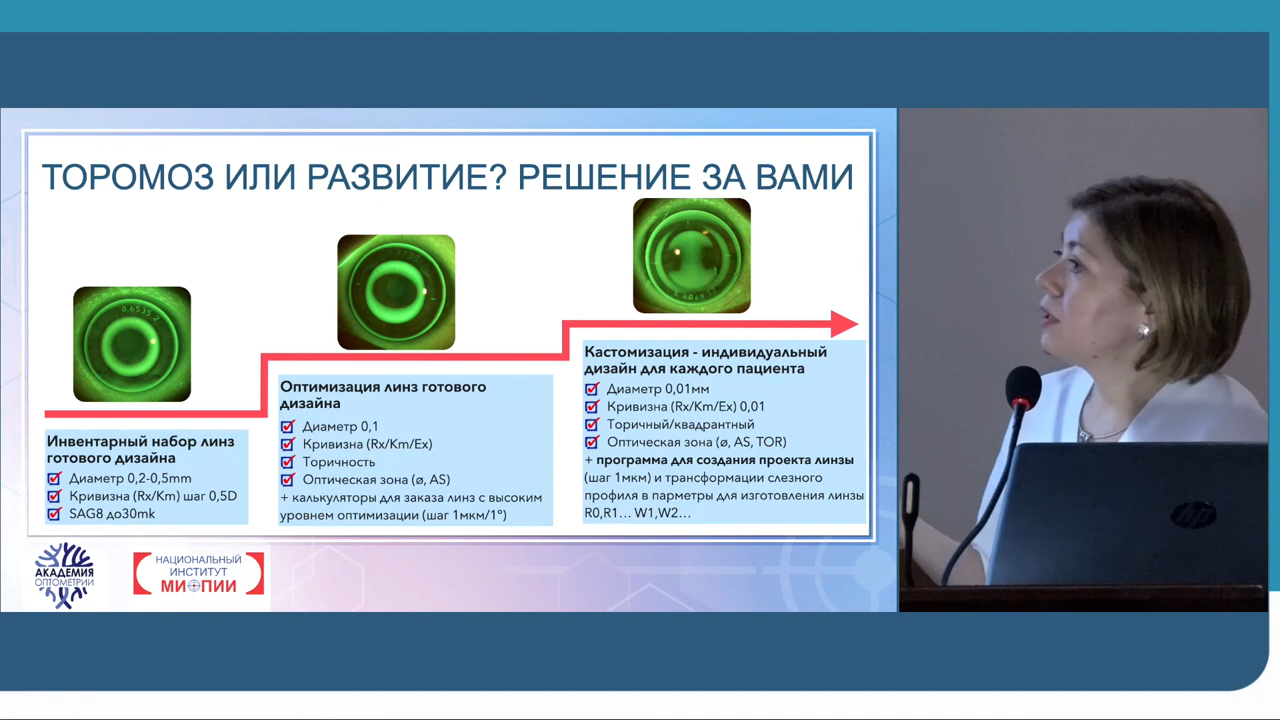 ТОРОМОЗ ИЛИ РАЗВИТИЕ? РЕШЕНИЕ ЗА ВАМИ
Инвентарный набор линз
готового дизайна
Диаметр 0,2-0,5mm
Кривизна (Rx/Km) шаг 0,5D
SAG8 до30mk
Оптимизация линз готового
дизайна
Диаметр 0,1
Кривизна (Rx/Km/Ex)
Торичность
Оптическая зона (ø, AS)
+ калькуляторы для заказа линз с высоким
уровнем оптимизации (шаг 1мкм/1°)
Кастомизация - индивидуальный
дизайн для каждого пациента
Диаметр 0,01мм
Кривизна (Rx/Km/Ex) 0,01
Торичный/квадрантный
Оптическая зона (ø, AS, TOR)
+ программа для создания проекта линзы
(шаг 1мкм) и трансформации слезного
профиля в парметры для изготовления линзы
R0,R1... W1,W2...
АКАДЕМИЯ
ОПТОМЕТРИИ
НАЦИОНАЛЬНЫЙ
ИНСТИТУТ
МИОПИИ
hp